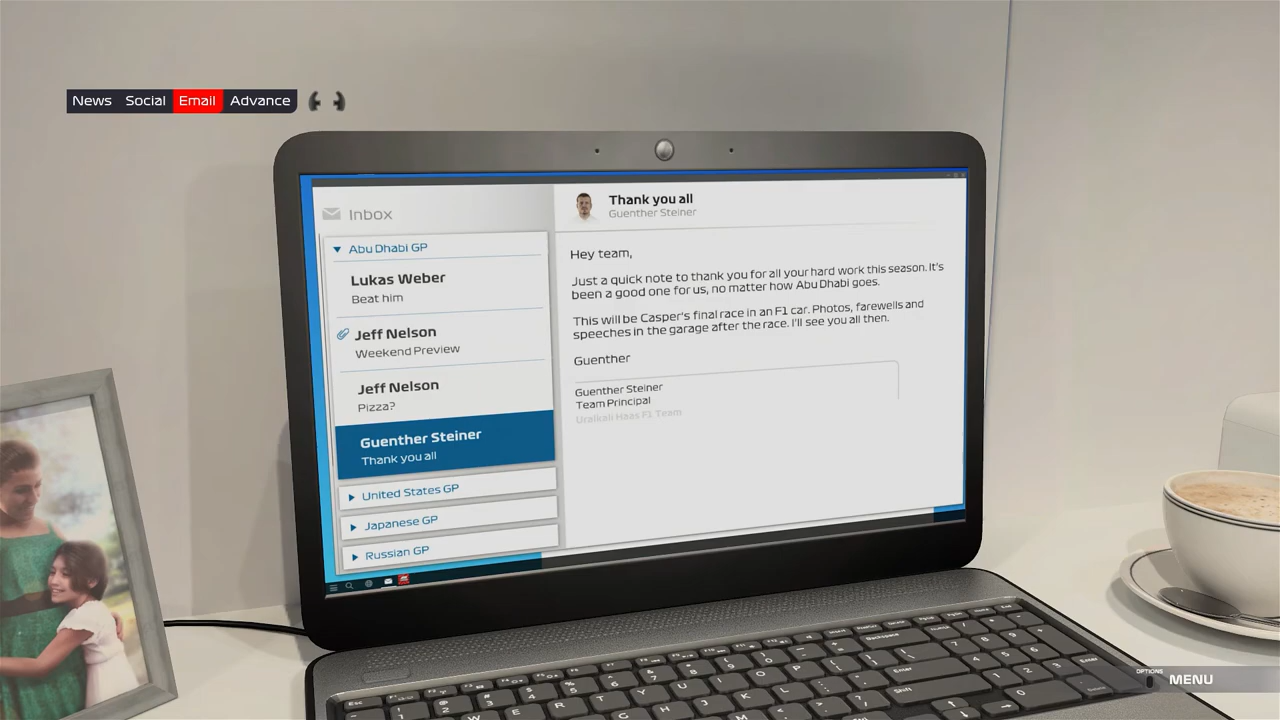 News Social Email Advance
Inbox
Abu Dhabi GP
Lukas Weber
Beat him
Jeff Nelson
Weekend Preview
Jeff Nelson
Pizza?
Guenther Steiner
Thank you all
United States GP
Japanese GP
Russian GP
Thank you all
Guenther Steiner
Hey team,
Just a quick note to thank you for all your hard work this season. It's
been a good one for us, no matter how Abu Dhabi goes.
This will be Casper's final race in an F1 car. Photos, farewells and
speeches in the garage after the race. I'll see you all then.
Guenther
Guenther Steiner
Team Principal
Uralkali Haas F1 Team
OPTIONS
MENU